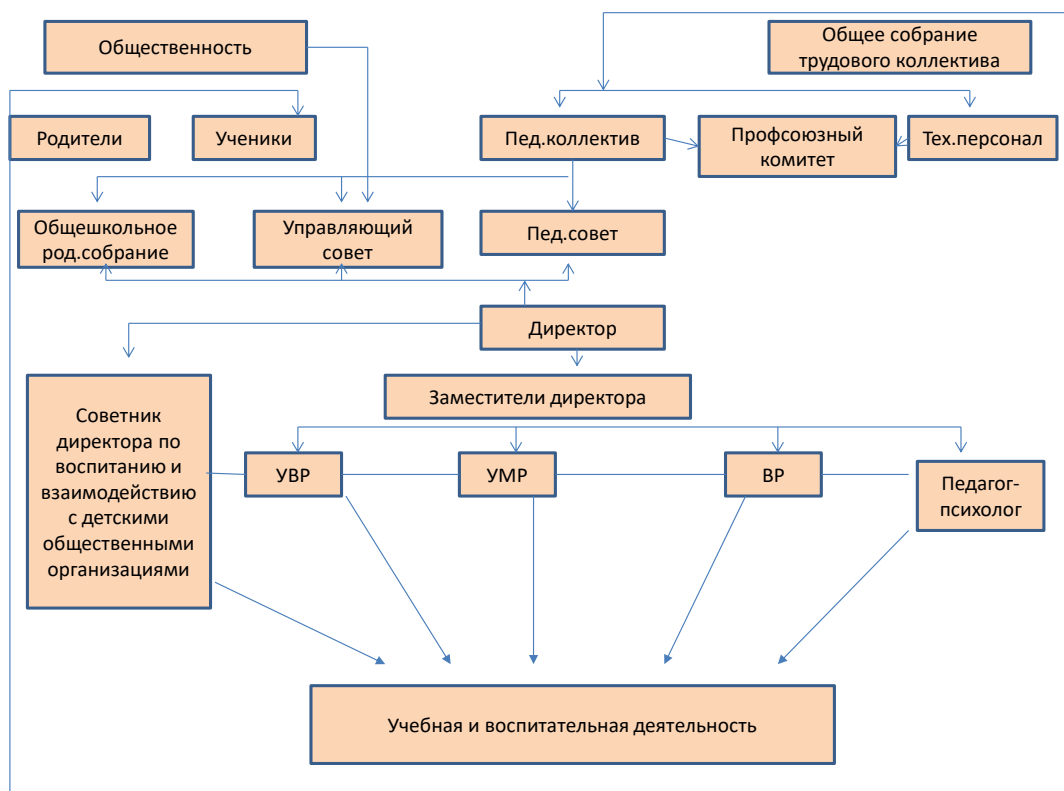 Общественность
Общее собрание
трудового коллектива
Родители
Ученики
Пед.коллектив
Профсоюзный
комитет
Тех.персонал
Общешкольное
род.собрание
Управляющий
совет
Пед.совет
Директор
Заместители директора
Советник
директора по
воспитанию и
взаимодействию
с детскими
общественными
организациями
УВР
УМР
ВР
Педагог-
психолог
Учебная и воспитательная деятельность